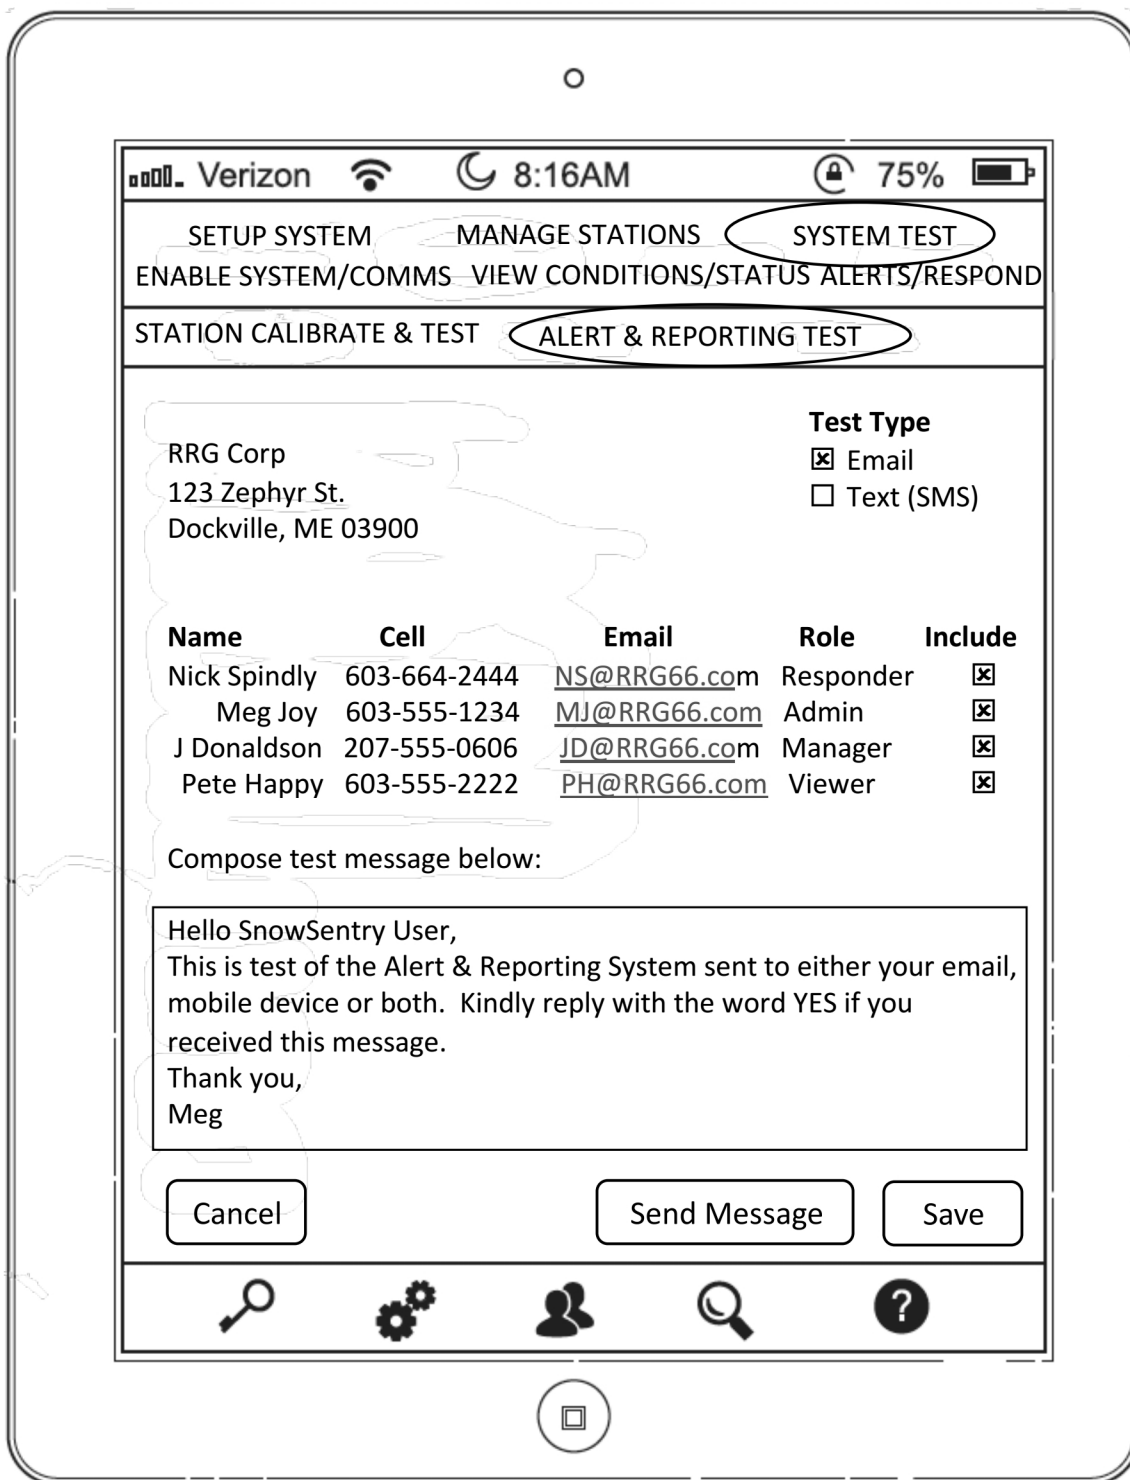 Verizon 8:16AM 75%
SETUP SYSTEM MANAGE STATIONS SYSTEM TEST
ENABLE SYSTEM/COMMS VIEW CONDITIONS/STATUS ALERTS/RESPOND
STATION CALIBRATE & TEST ALERT & REPORTING TEST
RRG Corp
123 Zephyr St.
Dockville, ME 03900
Test Type
Email
Text (SMS)
Name Cell Email Role Include
Nick Spindly 603-664-2444 NS@RRG66.com Responder
Meg Joy 603-555-1234 MJ@RRG66.com Admin
J Donaldson 207-555-0606 JD@RRG66.com Manager
Pete Happy 603-555-2222 PH@RRG66.com Viewer
Compose test message below:
Hello SnowSentry User,
This is test of the Alert & Reporting System sent to either your email,
mobile device or both. Kindly reply with the word YES if you
received this message.
Thank you,
Meg
Cancel Send Message Save
?